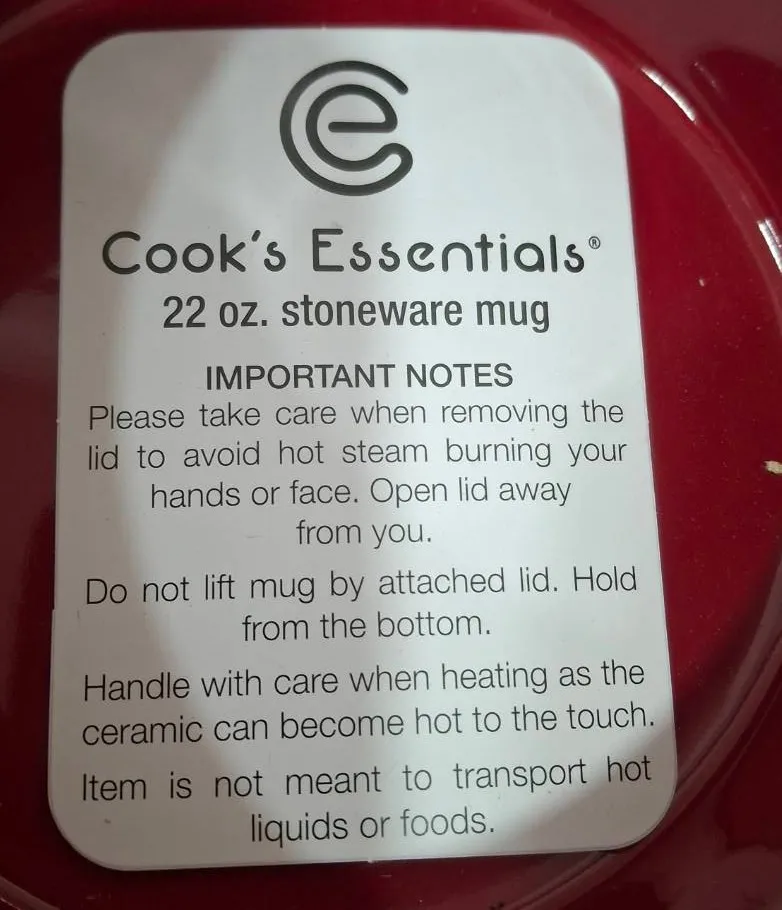 e
Cook's Essentials®
22 oz. stoneware mug
IMPORTANT NOTES
Please take care when removing the
lid to avoid hot steam burning your
hands or face. Open lid away
from you.
Do not lift mug by attached lid. Hold
from the bottom.
Handle with care when heating as the
ceramic can become hot to the touch.
Item is not meant to transport hot
liquids or foods.